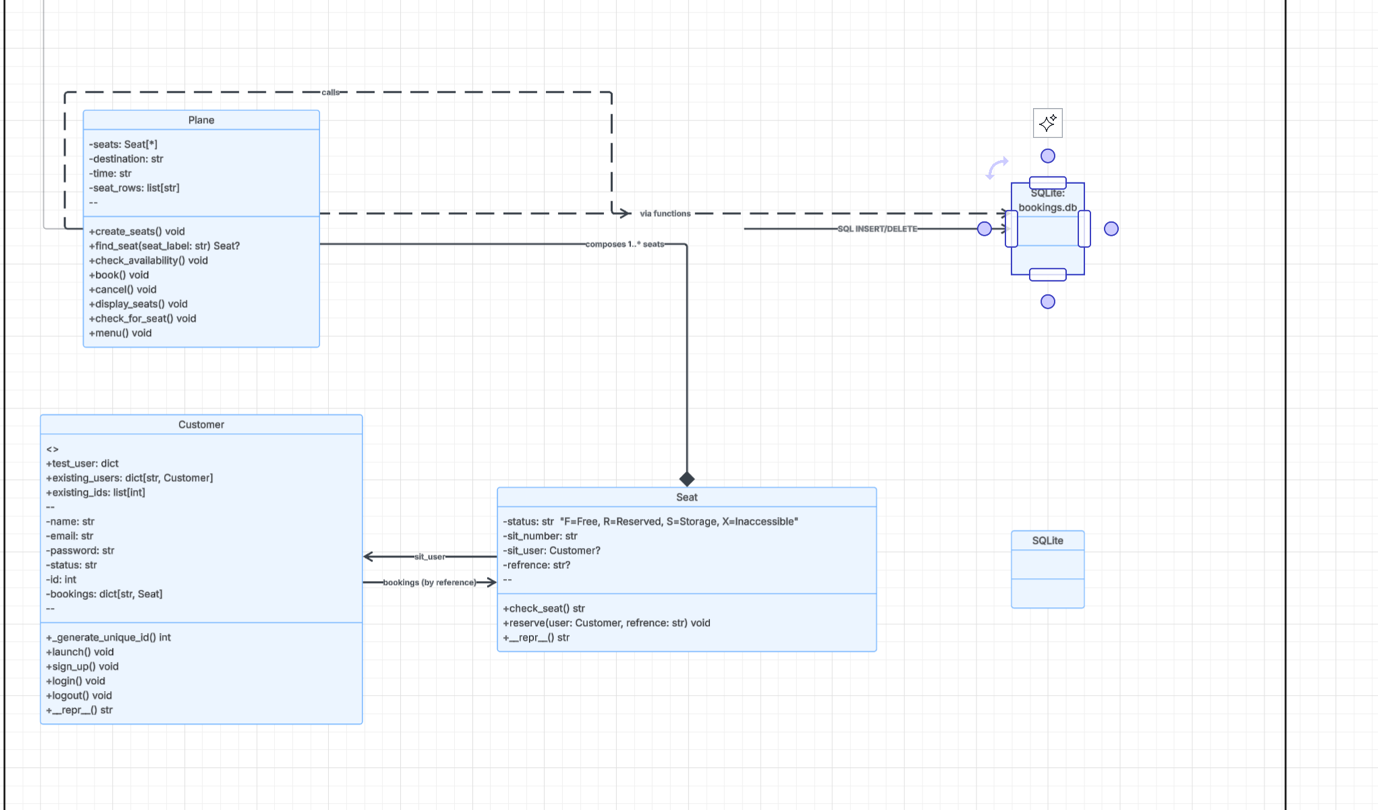 calls
Plane
-seats: Seat[*]
-destination: str
-time: str
-seat_rows: list[str]
--
+create_seats() void
+find_seat(seat_label: str) Seat?
+check_availability() void
+book() void
+cancel() void
+display_seats() void
+check_for_seat() void
+menu() void
via functions
SQL INSERT/DELETE
composes 1..* seats
SQLite:
bookings.db
Customer
<>
+test_user: dict
+existing_users: dict[str, Customer]
+existing_ids: list[int]
--
-name: str
-email: str
-password: str
-status: str
-id: int
-bookings: dict[str, Seat]
--
+_generate_unique_id() int
+launch() void
+sign_up() void
+login() void
+logout() void
+__repr__() str
sit_user
bookings (by reference)
Seat
-status: str  "F=Free, R=Reserved, S=Storage, X=Inaccessible"
-sit_number: str
-sit_user: Customer?
-refrence: str?
--
+check_seat() str
+reserve(user: Customer, refrence: str) void
+__repr__() str
SQLite